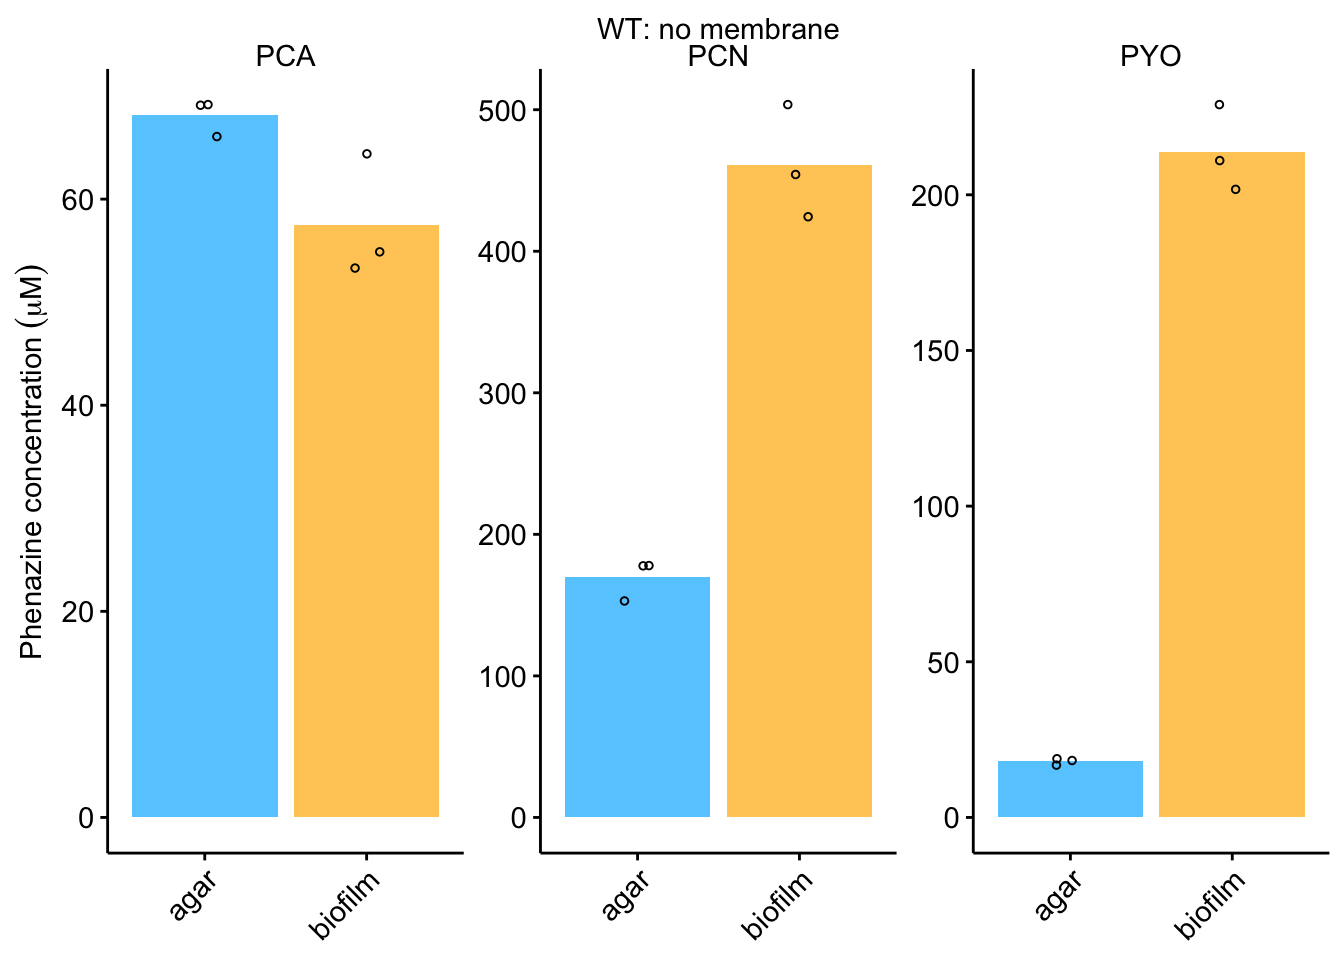 WT: no membrane
PCA
PCN
PYO
Phenazine concentration (μM)
60
40
20
0
agar
biofilm
500
400
300
200
100
0
agar
biofilm
200
150
100
50
0
agar
biofilm